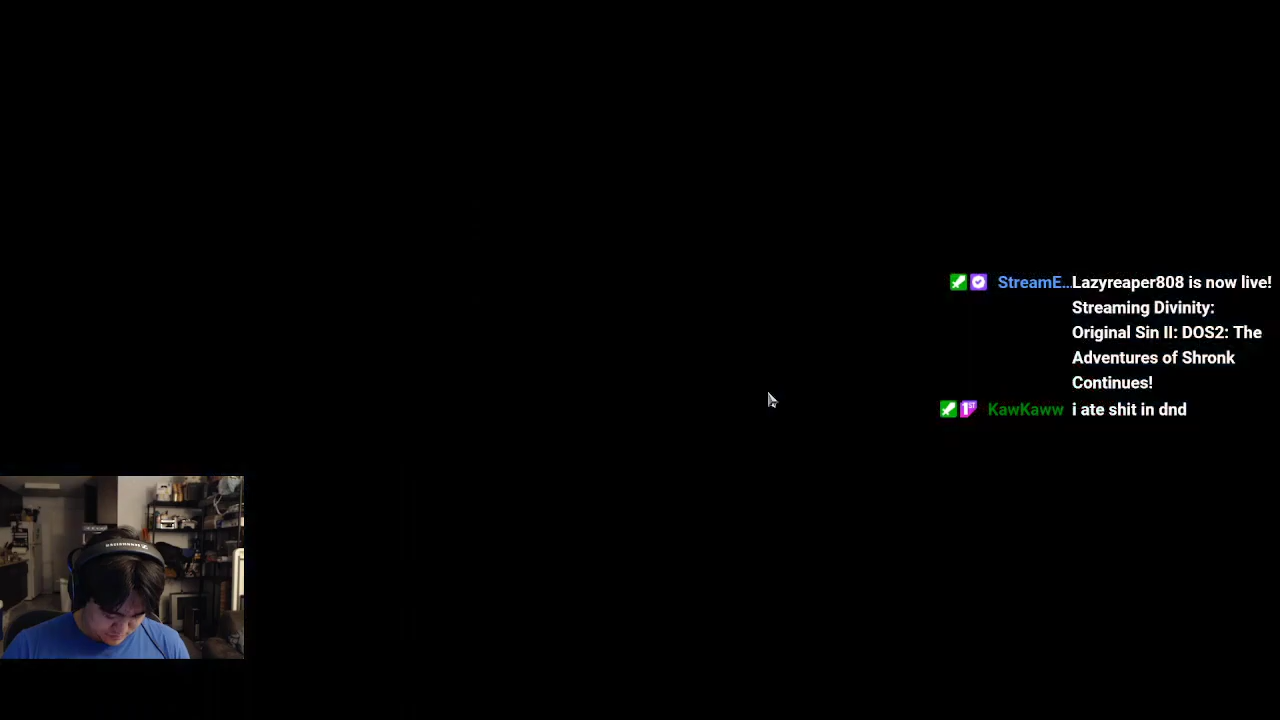 StreamE... Lazyreaper808 is now live!
Streaming Divinity:
Original Sin II: DOS2: The
Adventures of Shronk
Continues!
1ST KawKaww i ate shit in dnd